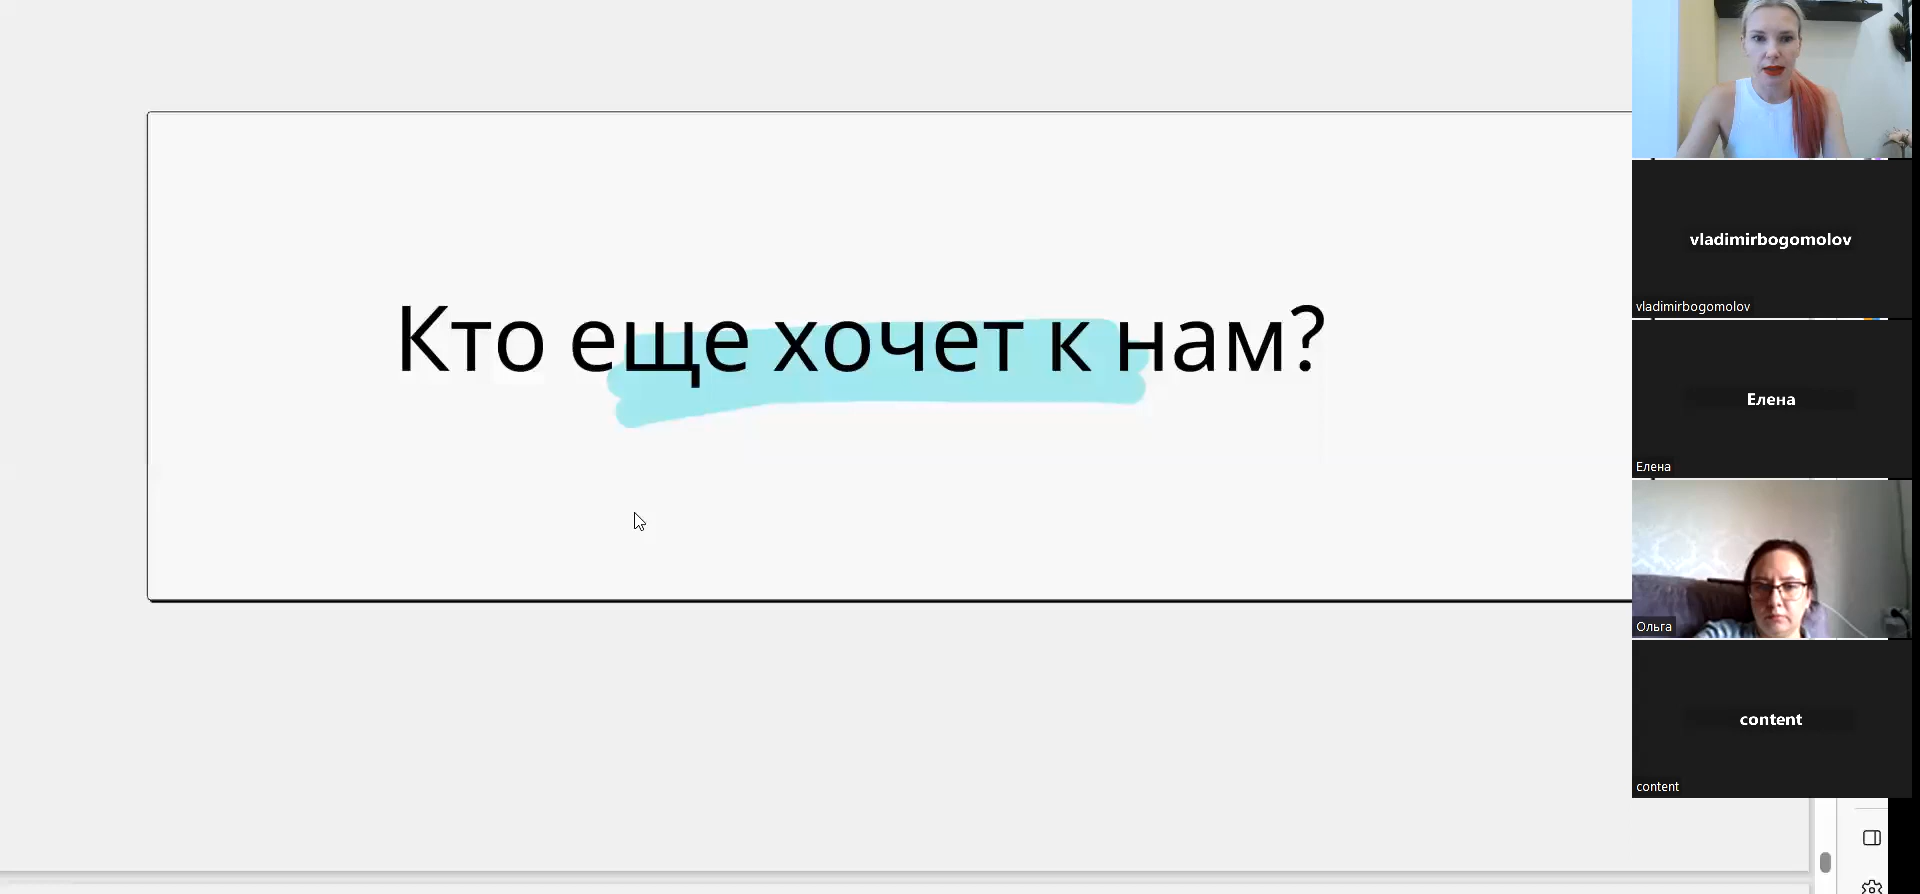 Кто еще хочет к нам?
vladimirbogomolov
vladimirbogomolov
Елена
Елена
Ольга
content
content